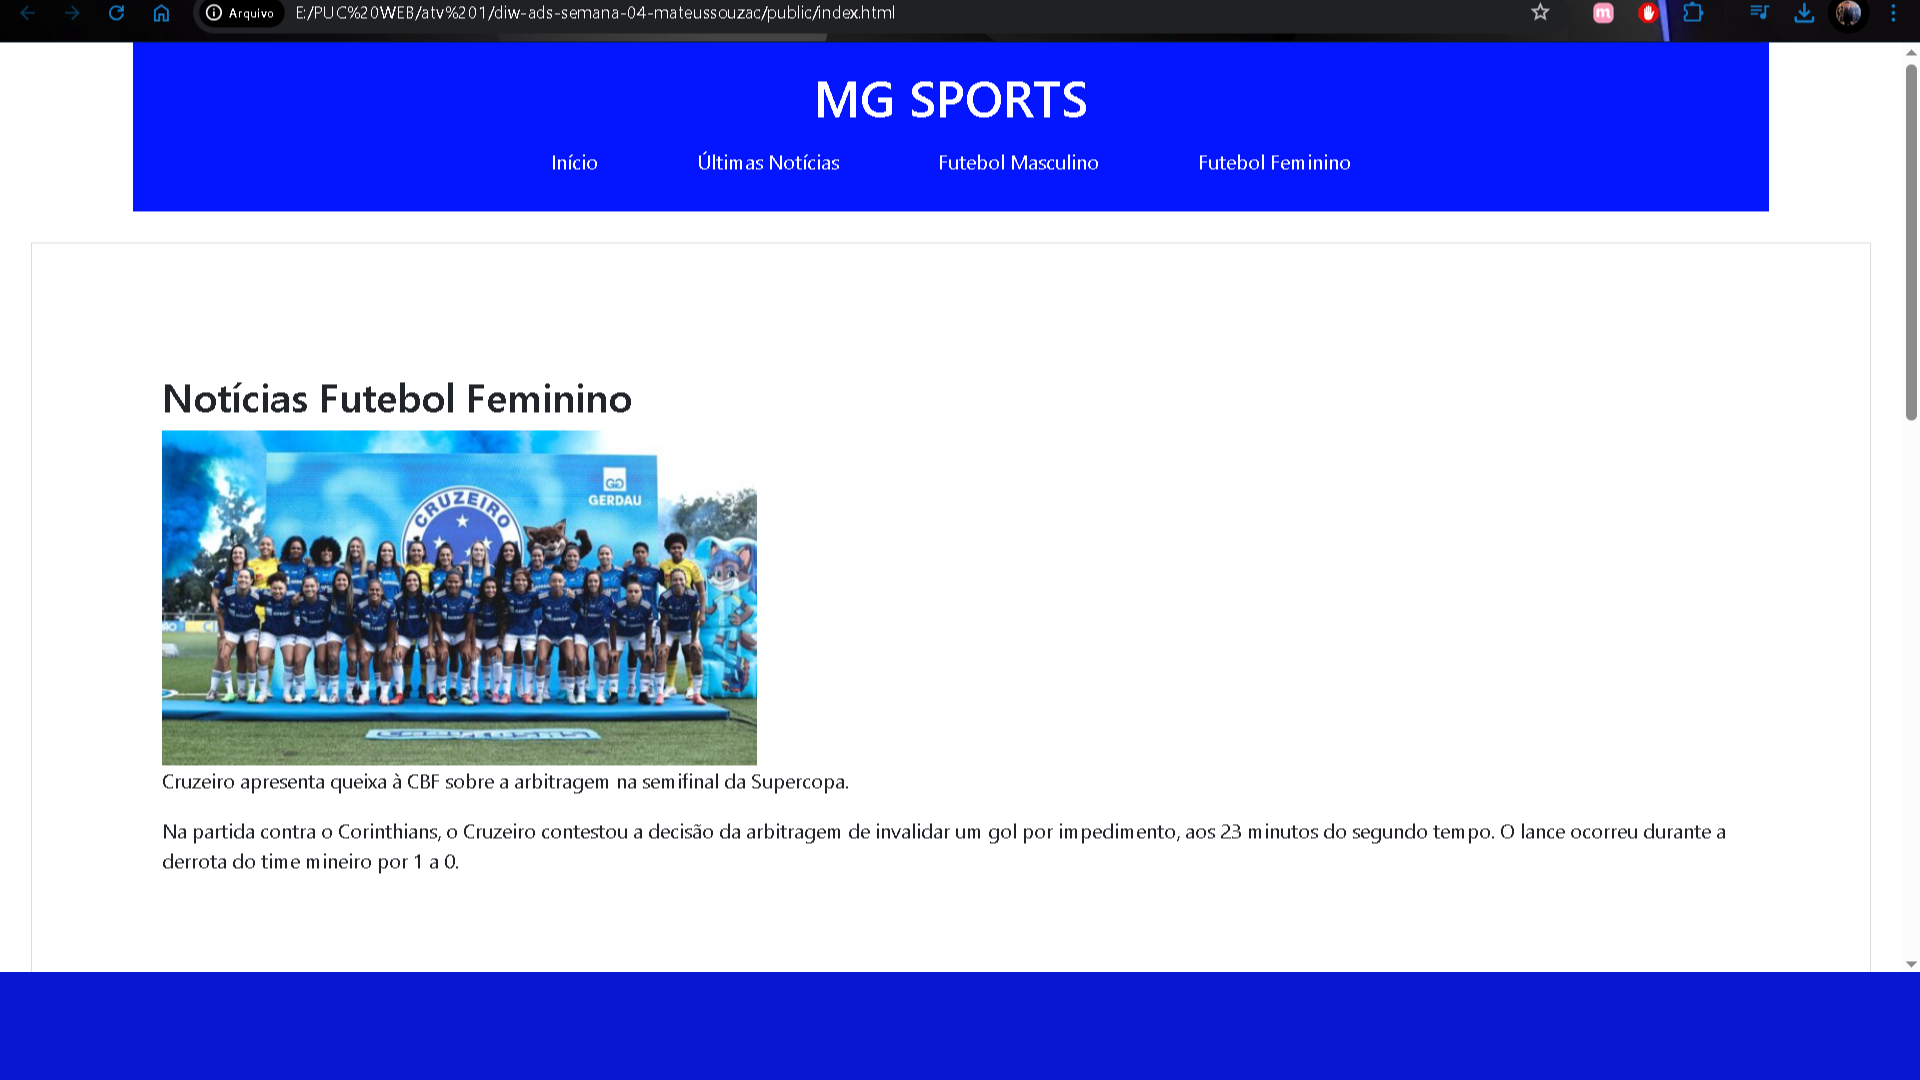 Arquivo E:/PUC%20WEB/atv%201/diw-ads-semana-04-mateussouzac/public/index.html
m
MG SPORTS
Início Últimas Notícias Futebol Masculino Futebol Feminino
Notícias Futebol Feminino
GERDAU
CRUZEIRO
Cruzeiro apresenta queixa à CBF sobre a arbitragem na semifinal da Supercopa.
Na partida contra o Corinthians, o Cruzeiro contestou a decisão da arbitragem de invalidar um gol por impedimento, aos 23 minutos do segundo tempo. O lance ocorreu durante a
derrota do time mineiro por 1 a 0.